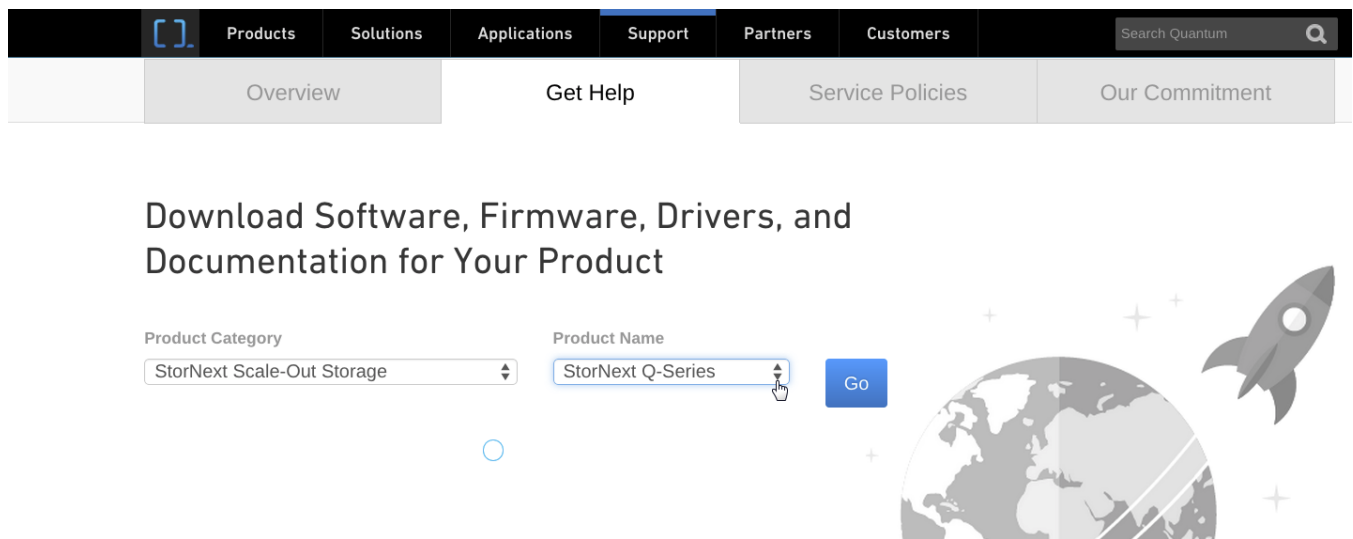 Products Solutions Applications Support Partners Customers Search Quantum
Overview Get Help Service Policies Our Commitment
Download Software, Firmware, Drivers, and
Documentation for Your Product
Product Category Product Name
StorNext Scale-Out Storage StorNext Q-Series Go